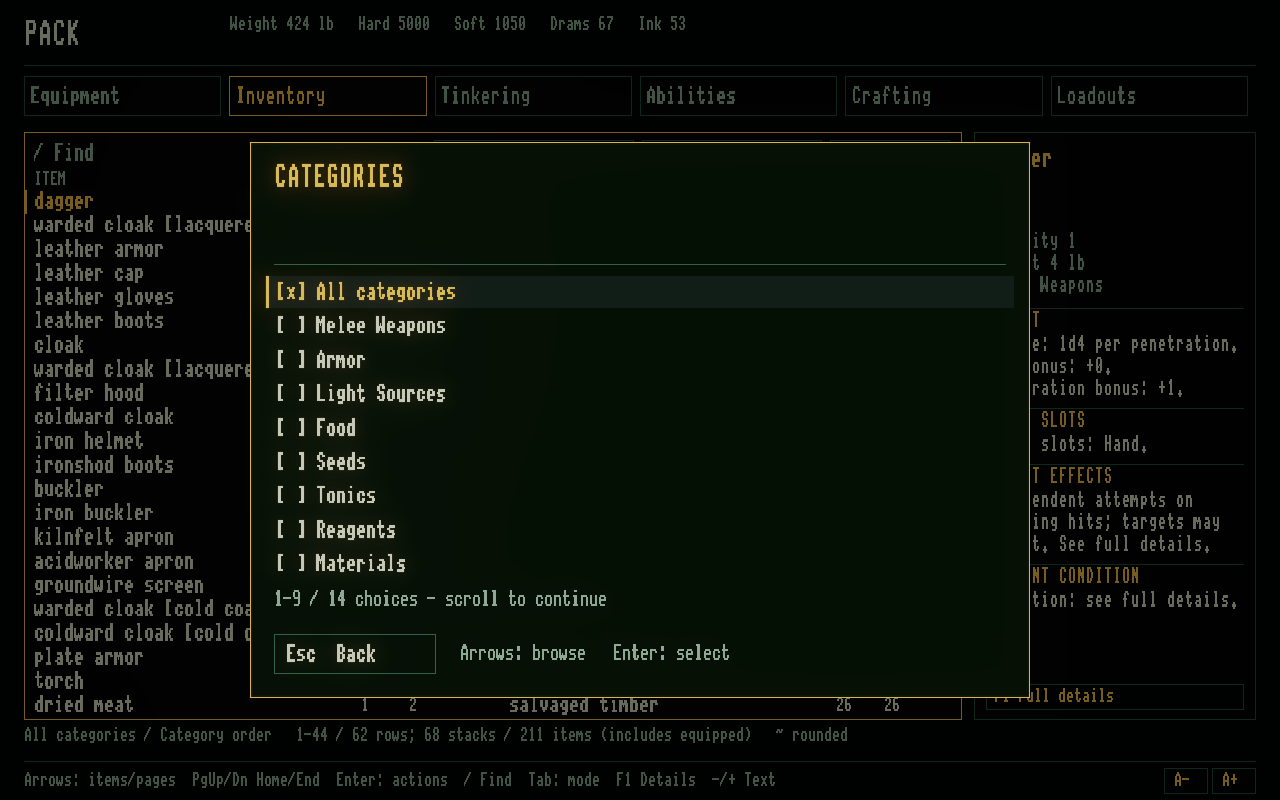 PACK
Weight 424 lb Hard 5000 Soft 1050 Drams 67 Ink 53
Equipment Inventory Tinkering Abilities Crafting Loadouts
/ Find
ITEM
dagger
warded cloak [lacquere
leather armor
leather cap
leather gloves
leather boots
cloak
warded cloak [lacquere
filter hood
coldward cloak
iron helmet
ironshod boots
buckler
iron buckler
kilnfelt apron
acidworker apron
groundwire screen
warded cloak [cold coa
coldward cloak [cold c
plate armor
torch
dried meat 1 2 salvaged timber 26 26
CATEGORIES
[x] All categories
[ ] Melee Weapons
[ ] Armor
[ ] Light Sources
[ ] Food
[ ] Seeds
[ ] Tonics
[ ] Reagents
[ ] Materials
1-9 / 14 choices - scroll to continue
Esc Back Arrows: browse Enter: select
er
ity 1
t 4 lb
Weapons
T
e: 1d4 per penetration.
onus: +0.
ration bonus: +1.
SLOTS
slots: Hand.
T EFFECTS
endent attempts on
ing hits; targets may
t. See full details.
NT CONDITION
tion: see full details.
F1 Full details
All categories / Category order 1-44 / 62 rows; 68 stacks / 211 items (includes equipped) ~ rounded
Arrows: items/pages PgUp/Dn Home/End Enter: actions / Find Tab: mode F1 Details -/+ Text
A- A+